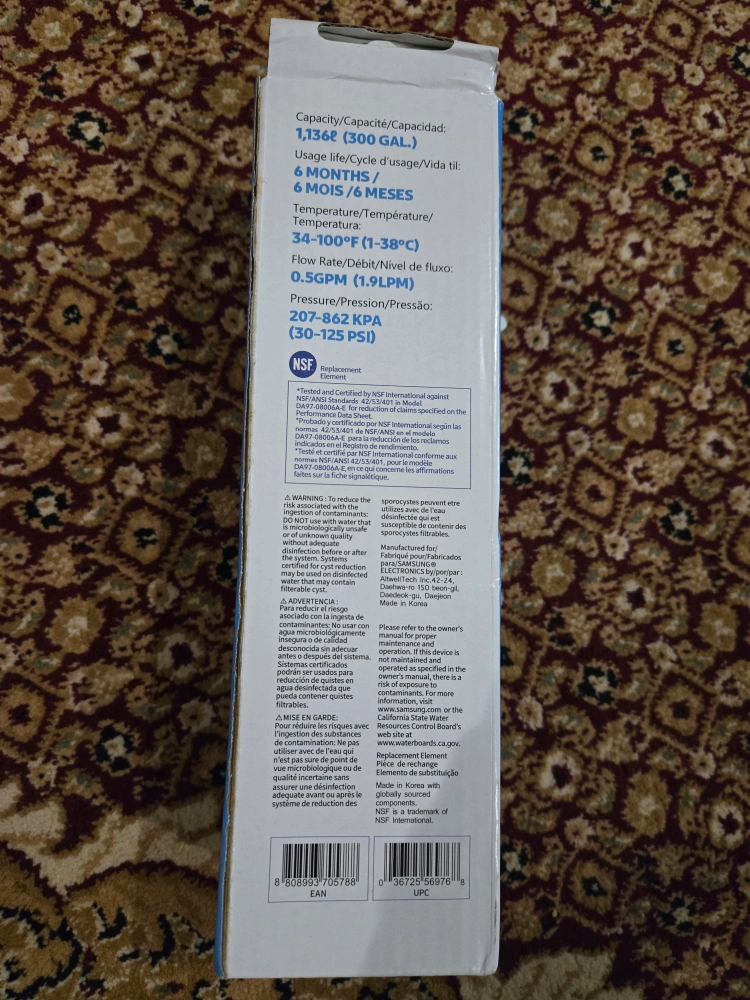 Capacity/Capacité/Capacidad:
1,136ℓ (300 GAL.)
Usage life/Cycle d'usage/Vida til:
6 MONTHS /
6 MOIS /6 MESES
Temperature/Température/
Temperatura:
34-100°F (1-38°C)
Flow Rate/Débit/Nível de fluxo:
0.5GPM (1.9LPM)
Pressure/Pression/Pressão:
207-862 KPA
(30-125 PSI)
NSF Replacement
Element
*Tested and Certified by NSF International against
NSF/ANSI Standards 42/53/401 in Model
DA97-08006A-E for reduction of claims specified on the
Performance Data Sheet.
*Probado y certificado por NSF International según las
normas 42/53/401 de NSF/ANSI en el modelo
DA97-08006A-E para la reducción de los reclamos
indicados en el Registro de rendimiento.
*Testé et certifié par NSF International conforme aux
normes NSF/ANSI 42/53/401, pour le modèle
DA97-08006A-E, en ce qui concerne les affirmations
faites sur la fiche signalétique.
⚠ WARNING : To reduce the
risk associated with the
ingestion of contaminants:
DO NOT use with water that
is microbiologically unsafe
or of unknown quality
without adequate
disinfection before or after
the system. Systems
certified for cyst reduction
may be used on disinfected
water that may contain
filterable cyst.
⚠ ADVERTENCIA :
Para reducir el riesgo
asociado con la ingesta de
contaminantes: No usar con
agua microbiológicamente
insegura o de calidad
desconocida sin adecuar
antes o después del sistema.
Sistemas certificados
podrán ser usados para
reducción de quistes en
agua desinfectada que
pueda contener quistes
filtrables.
⚠ MISE EN GARDE:
Pour réduire les risques avec
l'ingestion des substances
de contamination: Ne pas
utiliser avec de l'eau qui
n'est pas sure de point de
vue microbiologique ou de
qualité incertaine sans
assurer une désinfection
adequate avant ou après le
système de reduction des
sporocystes peuvent etre
utilizes avec de l'eau
désinfectée qui est
susceptible de contenir des
sporocystes filtrables.
Manufactured for/
Fabriqué pour/Fabricados
para/SAMSUNG®
ELECTRONICS by/por/par:
AltwellTech Inc.42-24,
Daehwa-ro 150 beon-gil,
Daedeok-gu, Daejeon
Made in Korea
Please refer to the owner's
manual for proper
maintenance and
operation. If this device is
not maintained and
operated as specified in the
owner's manual, there is a
risk of exposure to
contaminants. For more
information, visit
www.samsung.com or the
California State Water
Resources Control Board's
web site at
www.waterboards.ca.gov.
Replacement Element
Pièce de rechange
Elemento de substituição
Made in Korea with
globally sourced
components.
NSF is a trademark of
NSF International.
8 808993 705788
EAN
0 36725 56976 8
UPC